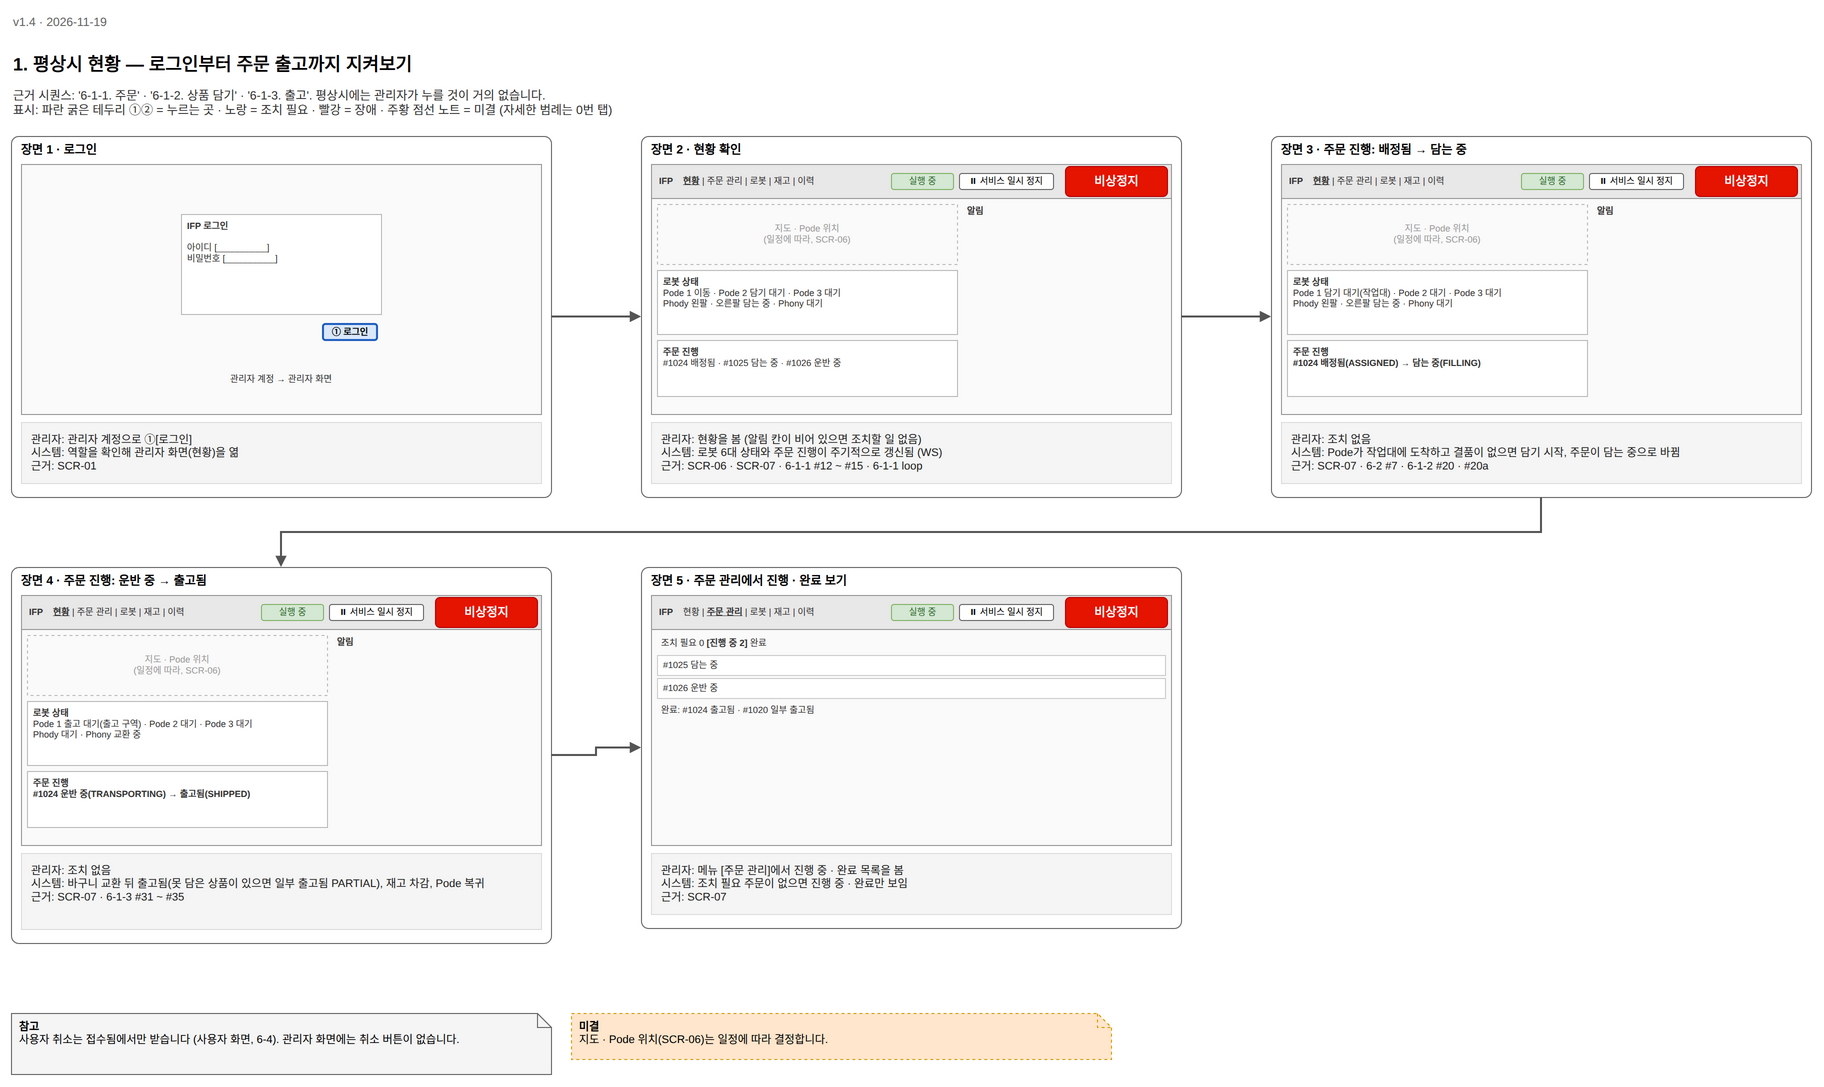 v1.4 · 2026-11-19
1. 평상시 현황 — 로그인부터 주문 출고까지 지켜보기
근거 시퀀스: '6-1-1. 주문' · '6-1-2. 상품 담기' · '6-1-3. 출고'. 평상시에는 관리자가 누를 것이 거의 없습니다.
표시: 파란 굵은 테두리 ①② = 누르는 곳 · 노랑 = 조치 필요 · 빨강 = 장애 · 주황 점선 노트 = 미결 (자세한 범례는 0번 탭)
장면 1 · 로그인
IFP 로그인
아이디 [__________]
비밀번호 [__________]
① 로그인
관리자 계정 → 관리자 화면
관리자: 관리자 계정으로 ①[로그인]
시스템: 역할을 확인해 관리자 화면(현황)을 엶
근거: SCR-01
장면 2 · 현황 확인
IFP 현황 | 주문 관리 | 로봇 | 재고 | 이력
실행 중
⏸ 서비스 일시 정지
비상정지
지도 · Pode 위치
(일정에 따라, SCR-06)
알림
로봇 상태
Pode 1 이동 · Pode 2 담기 대기 · Pode 3 대기
Phody 왼팔 · 오른팔 담는 중 · Phony 대기
주문 진행
#1024 배정됨 · #1025 담는 중 · #1026 운반 중
관리자: 현황을 봄 (알림 칸이 비어 있으면 조치할 일 없음)
시스템: 로봇 6대 상태와 주문 진행이 주기적으로 갱신됨 (WS)
근거: SCR-06 · SCR-07 · 6-1-1 #12 ~ #15 · 6-1-1 loop
장면 3 · 주문 진행: 배정됨 → 담는 중
IFP 현황 | 주문 관리 | 로봇 | 재고 | 이력
실행 중
⏸ 서비스 일시 정지
비상정지
지도 · Pode 위치
(일정에 따라, SCR-06)
알림
로봇 상태
Pode 1 담기 대기(작업대) · Pode 2 대기 · Pode 3 대기
Phody 왼팔 · 오른팔 담는 중 · Phony 대기
주문 진행
#1024 배정됨(ASSIGNED) → 담는 중(FILLING)
관리자: 조치 없음
시스템: Pode가 작업대에 도착하고 결품이 없으면 담기 시작, 주문이 담는 중으로 바뀜
근거: SCR-07 · 6-2 #7 · 6-1-2 #20 · #20a
장면 4 · 주문 진행: 운반 중 → 출고됨
IFP 현황 | 주문 관리 | 로봇 | 재고 | 이력
실행 중
⏸ 서비스 일시 정지
비상정지
지도 · Pode 위치
(일정에 따라, SCR-06)
알림
로봇 상태
Pode 1 출고 대기(출고 구역) · Pode 2 대기 · Pode 3 대기
Phody 대기 · Phony 교환 중
주문 진행
#1024 운반 중(TRANSPORTING) → 출고됨(SHIPPED)
관리자: 조치 없음
시스템: 바구니 교환 뒤 출고됨(못 담은 상품이 있으면 일부 출고됨 PARTIAL), 재고 차감, Pode 복귀
근거: SCR-07 · 6-1-3 #31 ~ #35
장면 5 · 주문 관리에서 진행 · 완료 보기
IFP 현황 | 주문 관리 | 로봇 | 재고 | 이력
실행 중
⏸ 서비스 일시 정지
비상정지
조치 필요 0 [진행 중 2] 완료
#1025 담는 중
#1026 운반 중
완료: #1024 출고됨 · #1020 일부 출고됨
관리자: 메뉴 [주문 관리]에서 진행 중 · 완료 목록을 봄
시스템: 조치 필요 주문이 없으면 진행 중 · 완료만 보임
근거: SCR-07
참고
사용자 취소는 접수됨에서만 받습니다 (사용자 화면, 6-4). 관리자 화면에는 취소 버튼이 없습니다.
미결
지도 · Pode 위치(SCR-06)는 일정에 따라 결정합니다.